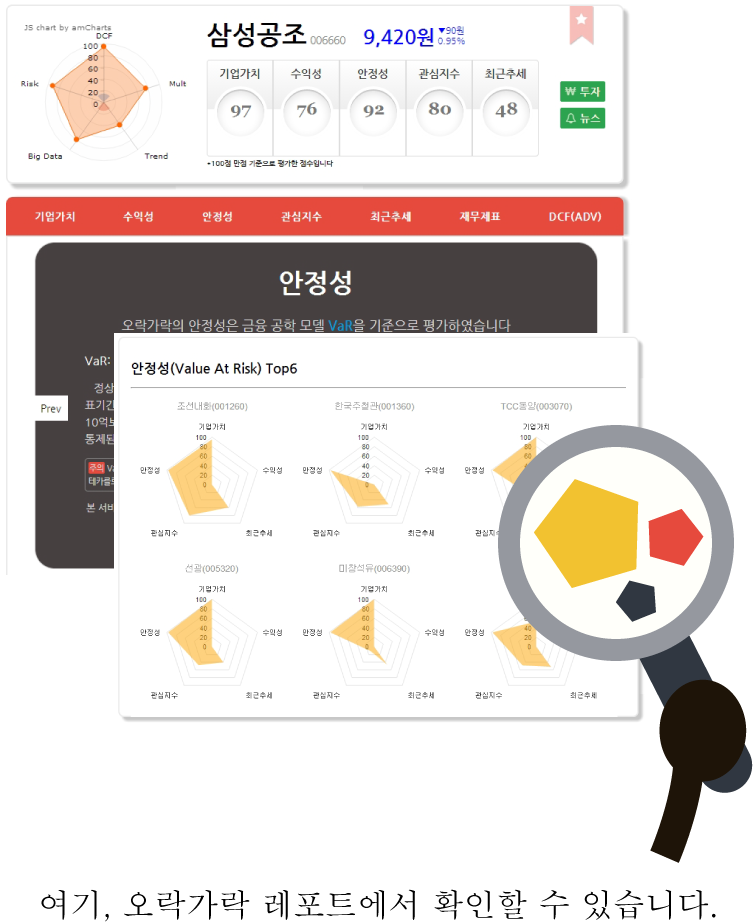 JS chart by amCharts
DCF
100
80
60
40
20
0
Risk
Mult
Big Data
Trend
삼성공조 006660 9,420원 ▼90원
0.95%
기업가치 수익성 안정성 관심지수 최근추세
97 76 92 80 48
*100점 만점 기준으로 평가한 점수입니다
₩ 투자
뉴스
기업가치 수익성 안정성 관심지수 최근추세 재무제표 DCF(ADV)
안정성
오락가락의 안정성은 금융 공학 모델 VaR을 기준으로 평가하였습니다
VaR:
정상
Prev
표기간
10억보
통제된
주의
테카를로
본 서비
안정성(Value At Risk) Top6
조선내화(001260) 한국주철관(001360) TCC동양(003070)
기업가치 기업가치 기업가치
100 100 100
80 80 80
60 60 60
40 40
20 20
0 0
안정성 수익성 안정성 수익성 안정성
관심지수 최근추세 관심지수 최근추세
선광(005320) 미창석유(006390)
기업가치 기업가치
100 100
80 80
60 60
40 40 40
20 20 20
0 0 0
안정성 수익성 안정성 수익성 안정성 수익성
관심지수 최근추세 관심지수 최근추세 관심지수 최근추세
여기, 오락가락 레포트에서 확인할 수 있습니다.